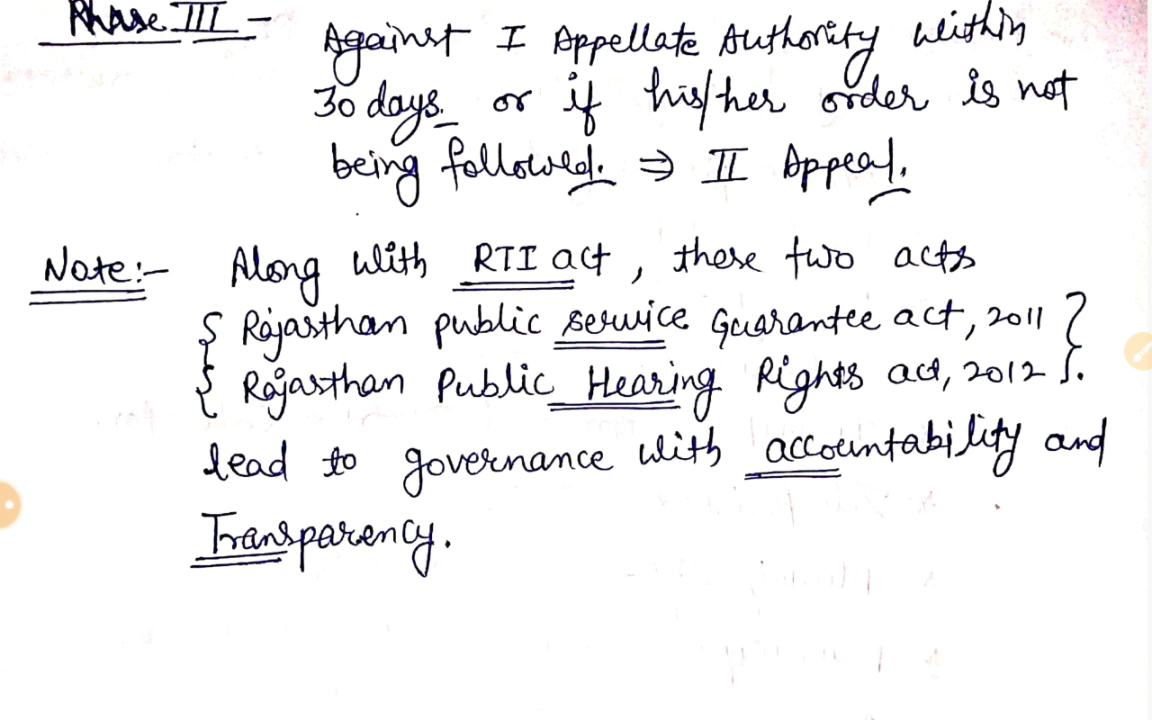 Phase III -
Against I Appellate Authority within
30 days. or if his/her order is not
being followed. ⇒ II Appeal.
Note:- Along with RTI act, these two acts
{ Rajasthan public service Guarantee act, 2011 }
{ Rajasthan Public Hearing Rights act, 2012 }.
lead to governance with accountability and
Transparency.